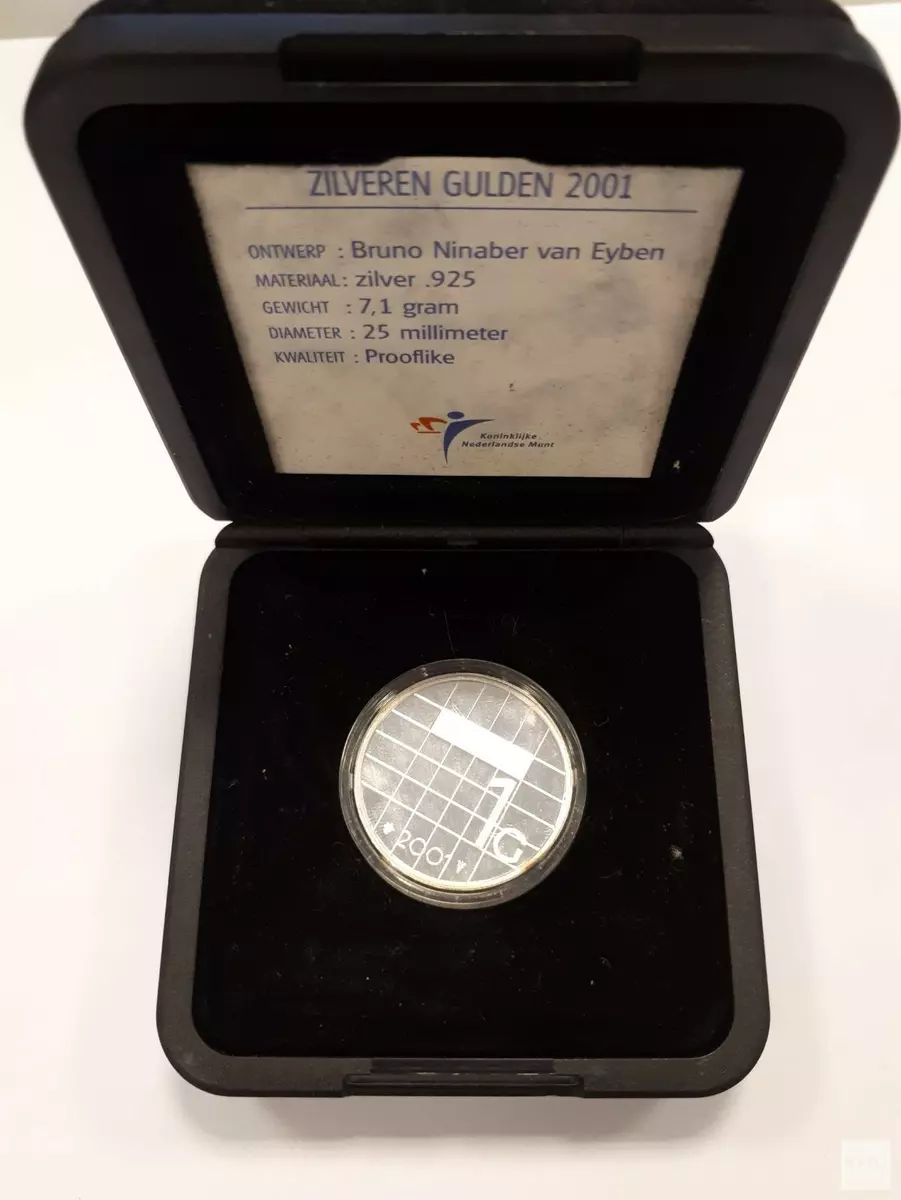 ZILVEREN GULDEN 2001
ONTWERP : Bruno Ninaber van Eyben
MATERIAAL : zilver .925
GEWICHT : 7,1 gram
DIAMETER : 25 millimeter
KWALITEIT : Prooflike
Koninklijke
Nederlandse Munt
1G
2001